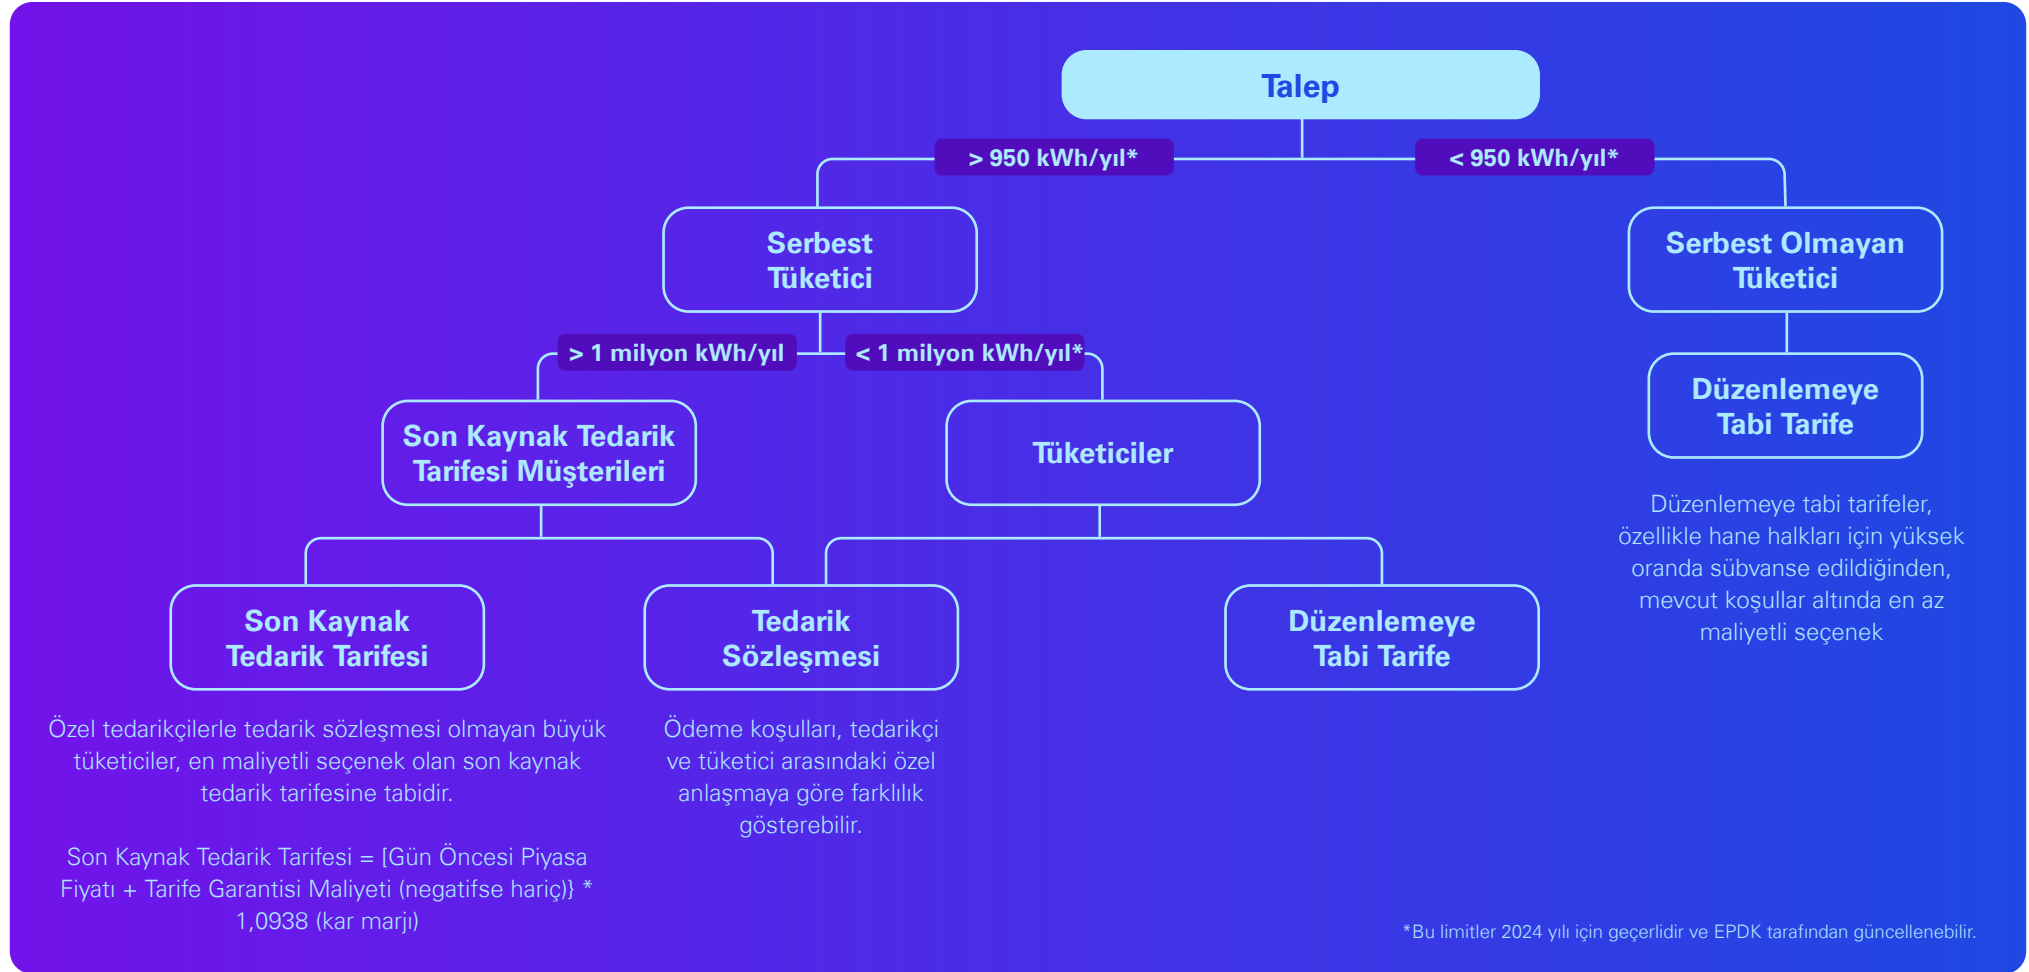 Talep
> 950 kWh/yıl*
< 950 kWh/yıl*
Serbest
Tüketici
Serbest Olmayan
Tüketici
> 1 milyon kWh/yıl
< 1 milyon kWh/yıl*
Son Kaynak Tedarik
Tarifesi Müşterileri
Tüketiciler
Düzenlemeye
Tabi Tarife
Düzenlemeye tabi tarifeler,
özellikle hane halkları için yüksek
oranda sübvanse edildiğinden,
mevcut koşullar altında en az
maliyetli seçenek
Son Kaynak
Tedarik Tarifesi
Tedarik
Sözleşmesi
Düzenlemeye
Tabi Tarife
Özel tedarikçilerle tedarik sözleşmesi olmayan büyük
tüketiciler, en maliyetli seçenek olan son kaynak
tedarik tarifesine tabidir.
Son Kaynak Tedarik Tarifesi = [Gün Öncesi Piyasa
Fiyatı + Tarife Garantisi Maliyeti (negatifse hariç)} *
1,0938 (kar marjı)
Ödeme koşulları, tedarikçi
ve tüketici arasındaki özel
anlaşmaya göre farklılık
gösterebilir.
*Bu limitler 2024 yılı için geçerlidir ve EPDK tarafından güncellenebilir.